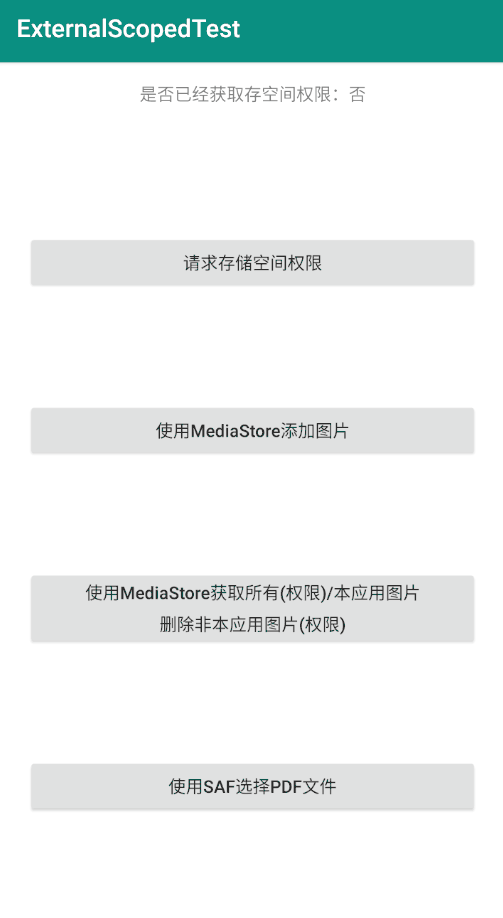 ExternalScopedTest
是否已经获取存空间权限：否
请求存储空间权限
使用MediaStore添加图片
使用MediaStore获取所有(权限)/本应用图片
删除非本应用图片(权限)
使用SAF选择PDF文件